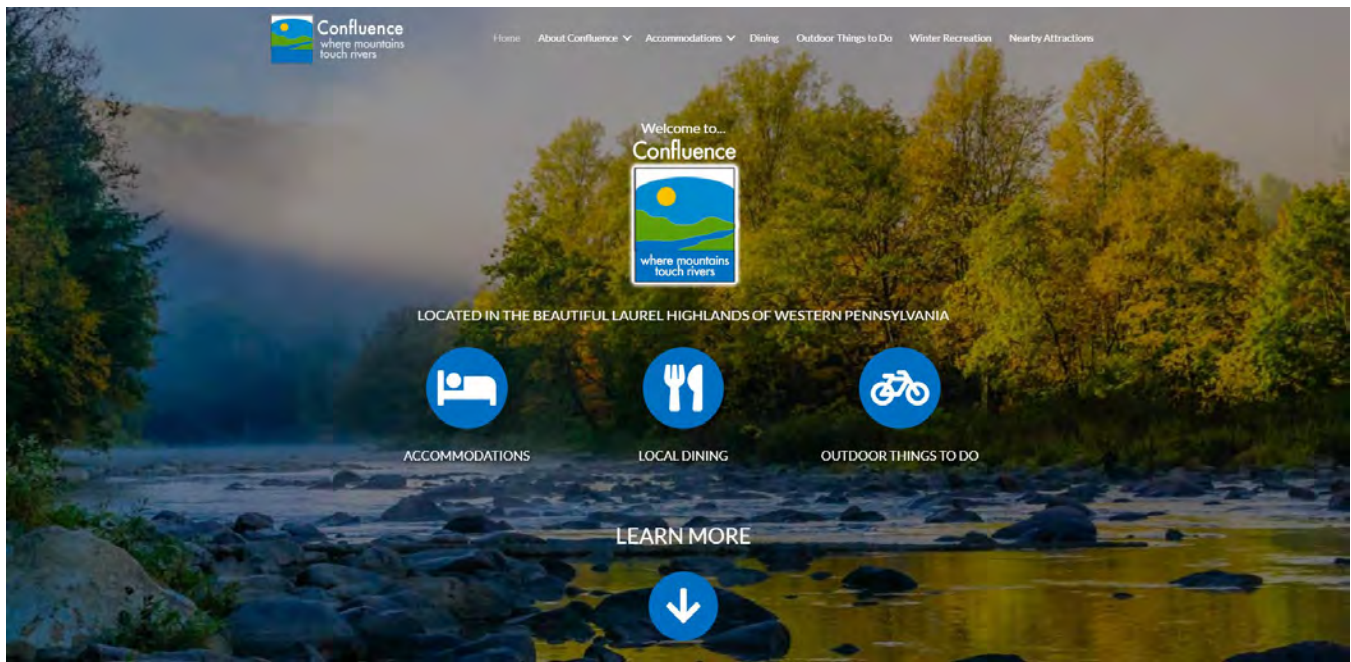 Confluence
where mountains
touch rivers
Home About Confluence Accommodations Dining Outdoor Things to Do Winter Recreation Nearby Attractions
Welcome to...
Confluence
where mountains
touch rivers
LOCATED IN THE BEAUTIFUL LAUREL HIGHLANDS OF WESTERN PENNSYLVANIA
ACCOMMODATIONS LOCAL DINING OUTDOOR THINGS TO DO
LEARN MORE